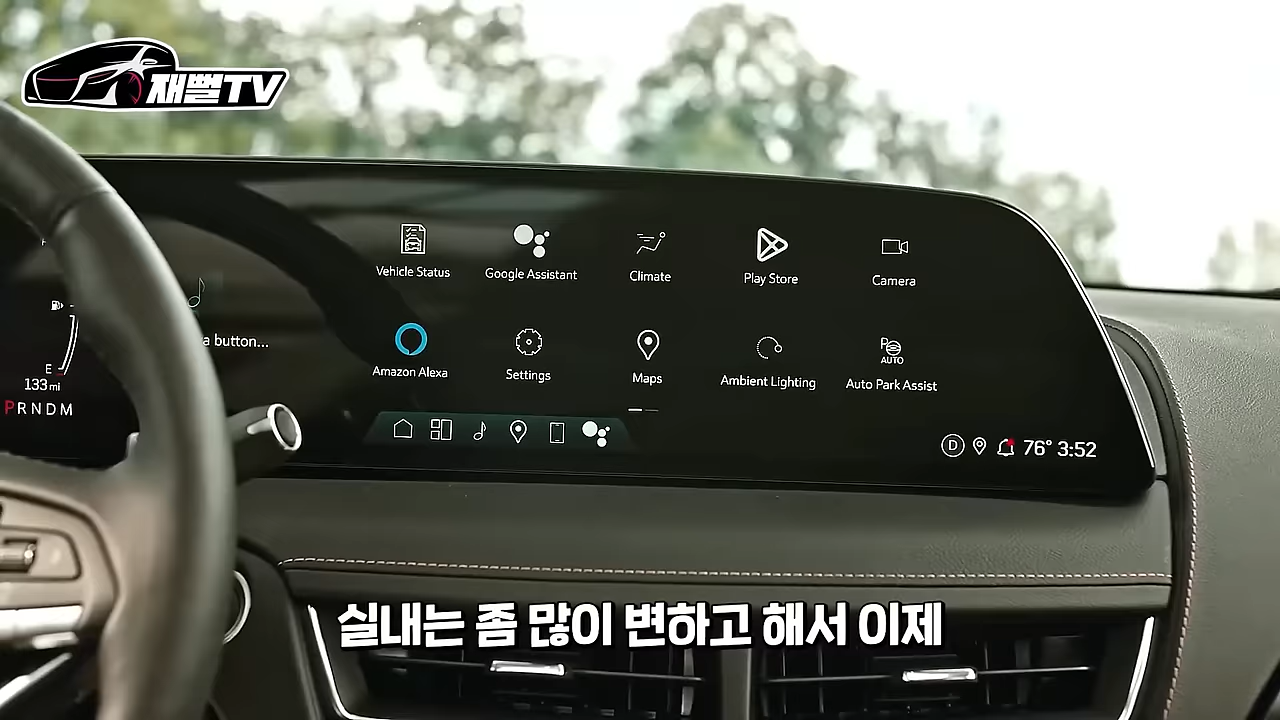 재뻘TV
Vehicle Status
Google Assistant
Climate
Play Store
Camera
a button...
Amazon Alexa
Settings
Maps
Ambient Lighting
P AUTO
Auto Park Assist
E
133 mi
PRNDM
D 76° 3:52
실내는 좀 많이 변하고 해서 이제